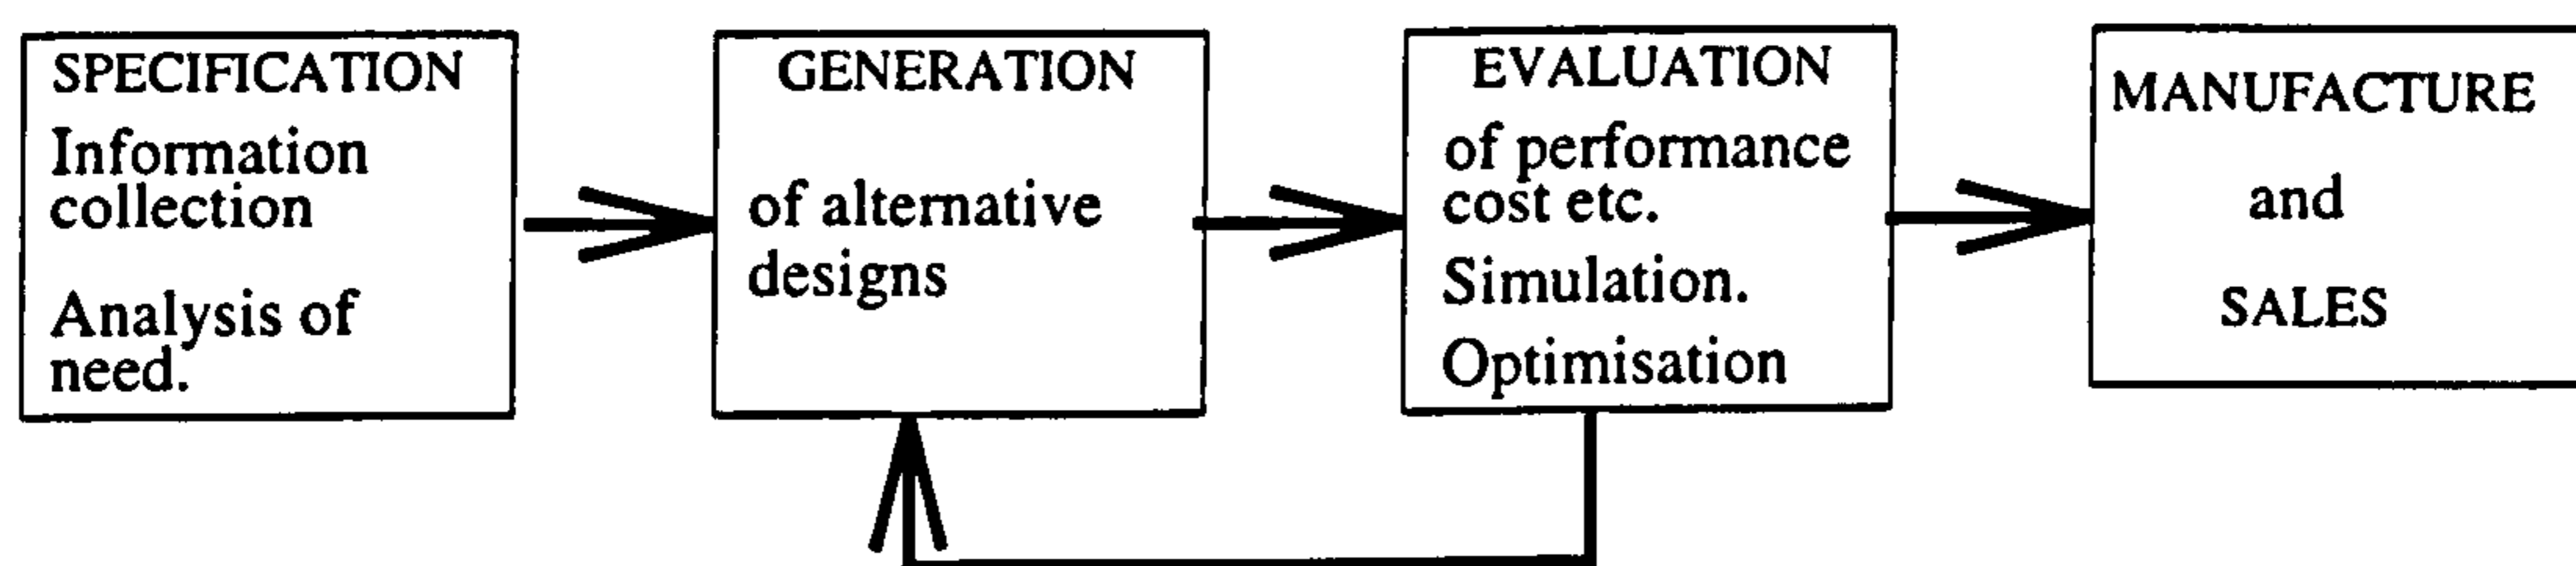 SPECIFICATION
Information
collection
Analysis of
need.
GENERATION
of alternative
designs
EVALUATION
of performance
cost etc.
Simulation.
Optimisation
MANUFACTURE
and
SALES